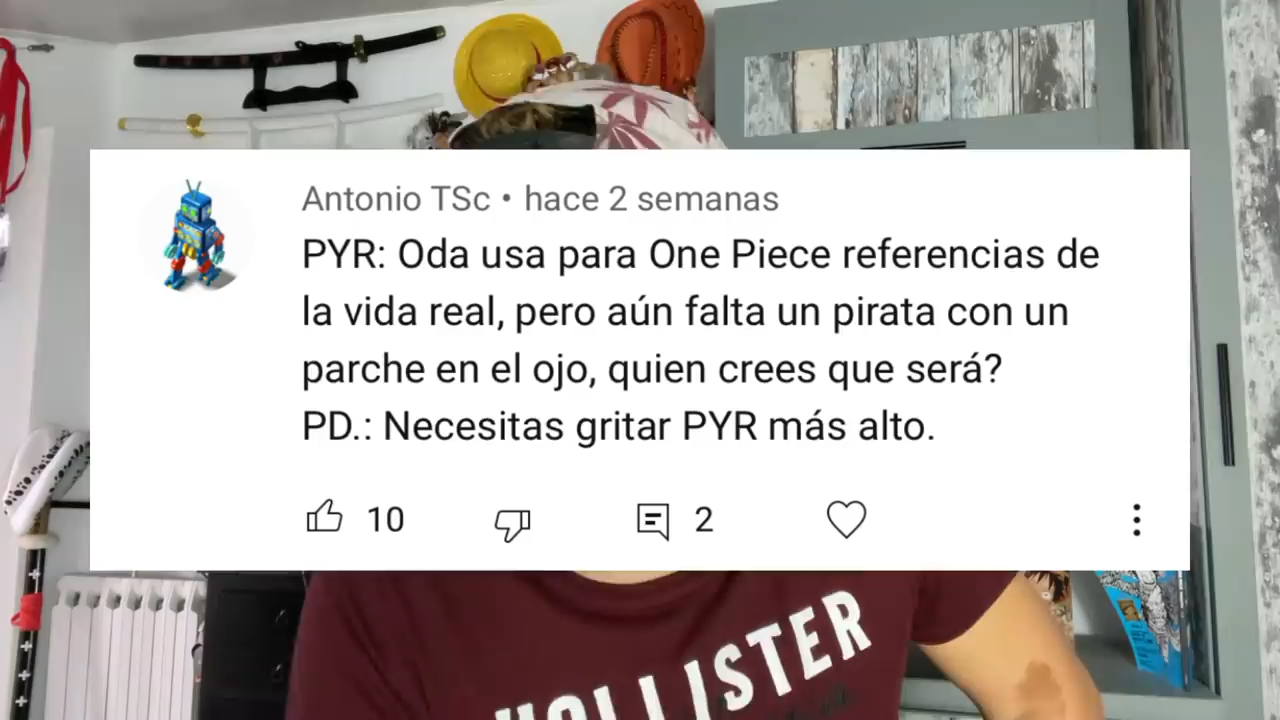 Antonio TSc • hace 2 semanas
PYR: Oda usa para One Piece referencias de
la vida real, pero aún falta un pirata con un
parche en el ojo, quien crees que será?
PD.: Necesitas gritar PYR más alto.
10 2
HOLLISTER